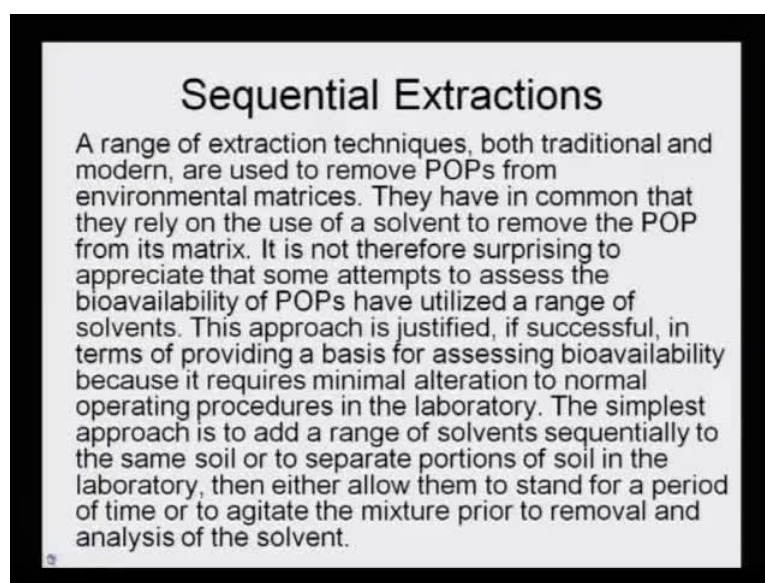 Sequential Extractions
A range of extraction techniques, both traditional and
modern, are used to remove POPs from
environmental matrices. They have in common that
they rely on the use of a solvent to remove the POP
from its matrix. It is not therefore surprising to
appreciate that some attempts to assess the
bioavailability of POPs have utilized a range of
solvents. This approach is justified, if successful, in
terms of providing a basis for assessing bioavailability
because it requires minimal alteration to normal
operating procedures in the laboratory. The simplest
approach is to add a range of solvents sequentially to
the same soil or to separate portions of soil in the
laboratory, then either allow them to stand for a period
of time or to agitate the mixture prior to removal and
analysis of the solvent.